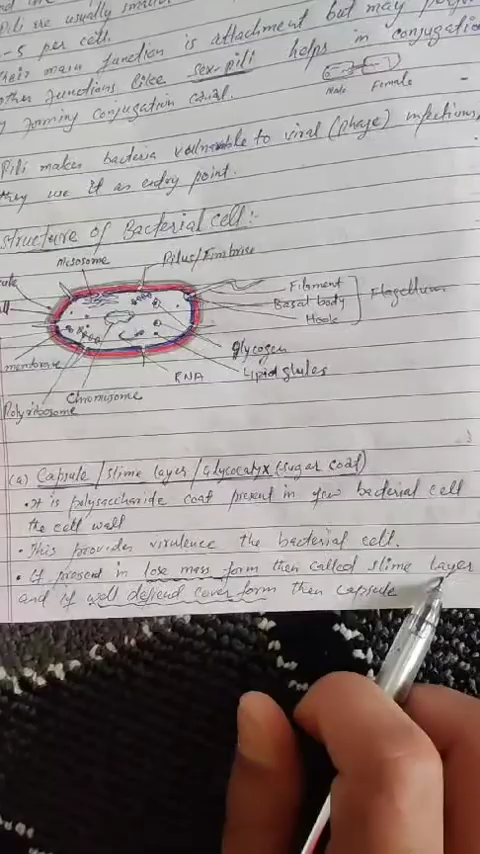 Pili are usually small
-5 per cell.
their main function is attachment but may
other functions like sex-pili helps in conjugation
forming conjugation canal.
Male Female
Pili makes bacteria vulnerable to viral (phage) infections,
they use it as entry point.
structure of Bacterial cell:-
Mesosome Pilus/Fimbriae
Filament
Basal body Flagellum
Hook
glycogen
membrane Lipid globules
RNA
Chromosome
Polyribosome
(a) Capsule / Slime layer / Glycocalyx (sugar coat)
• It is polysaccharide coat present in few bacterial cell
the cell wall
• This provides virulence the bacterial cell.
• If present in lose mass form then called slime layer
and if well defiend cover form then capsule